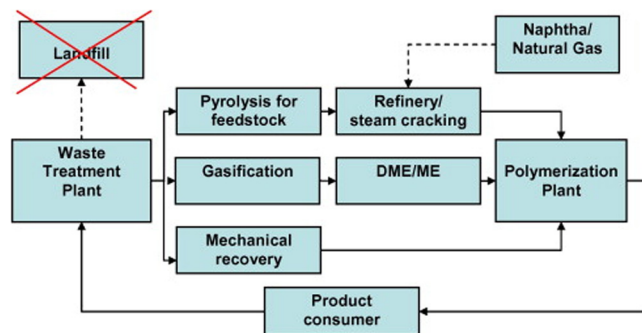 Landfill
Naphtha/
Natural Gas
Pyrolysis for
feedstock
Refinery/
steam cracking
Waste
Treatment
Plant
Gasification
DME/ME
Polymerization
Plant
Mechanical
recovery
Product
consumer